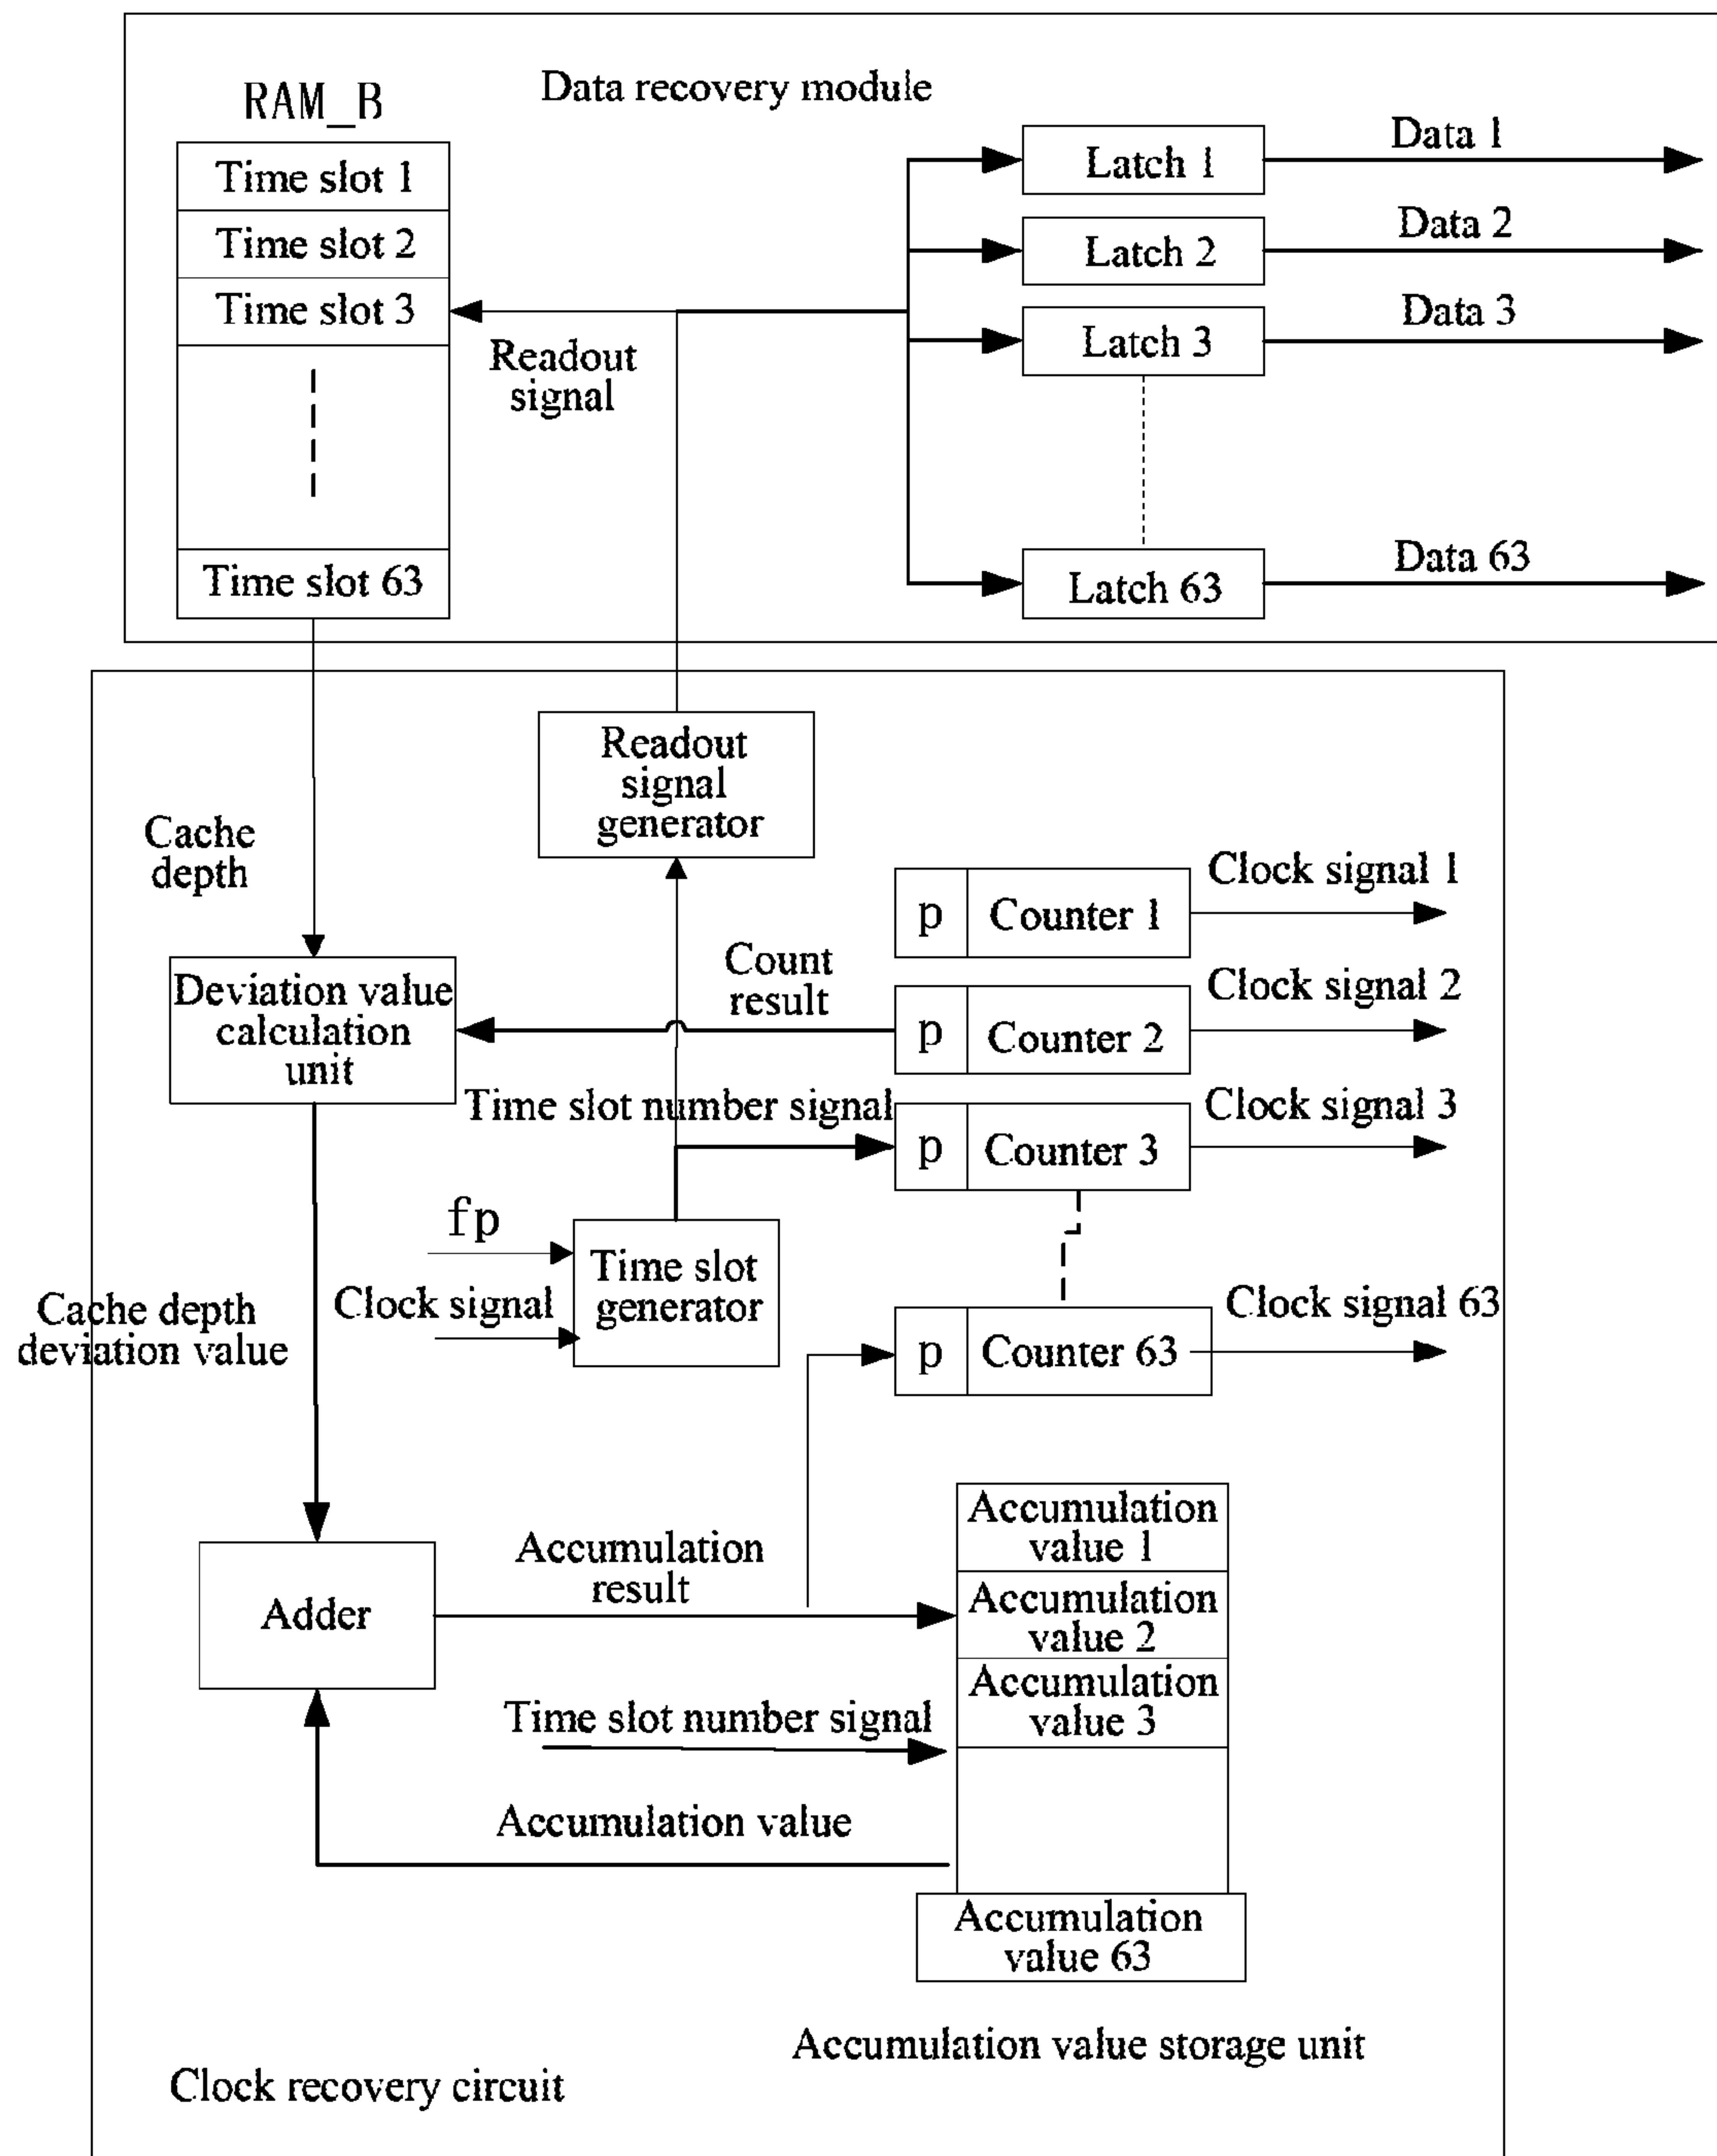 RAM_B
Data recovery module
Time slot 1
Time slot 2
Time slot 3
Time slot 63
Readout
signal
Latch 1
Data 1
Latch 2
Data 2
Latch 3
Data 3
Latch 63
Data 63
Readout
signal
generator
Cache
depth
p
Counter 1
Clock signal 1
Deviation value
calculation
unit
Count
result
p
Counter 2
Clock signal 2
Time slot number signal
p
Counter 3
Clock signal 3
fp
Clock signal
Time slot
generator
p
Counter 63
Clock signal 63
Cache depth
deviation value
Adder
Accumulation
result
Accumulation
value 1
Accumulation
value 2
Accumulation
value 3
Time slot number signal
Accumulation value
Accumulation
value 63
Accumulation value storage unit
Clock recovery circuit